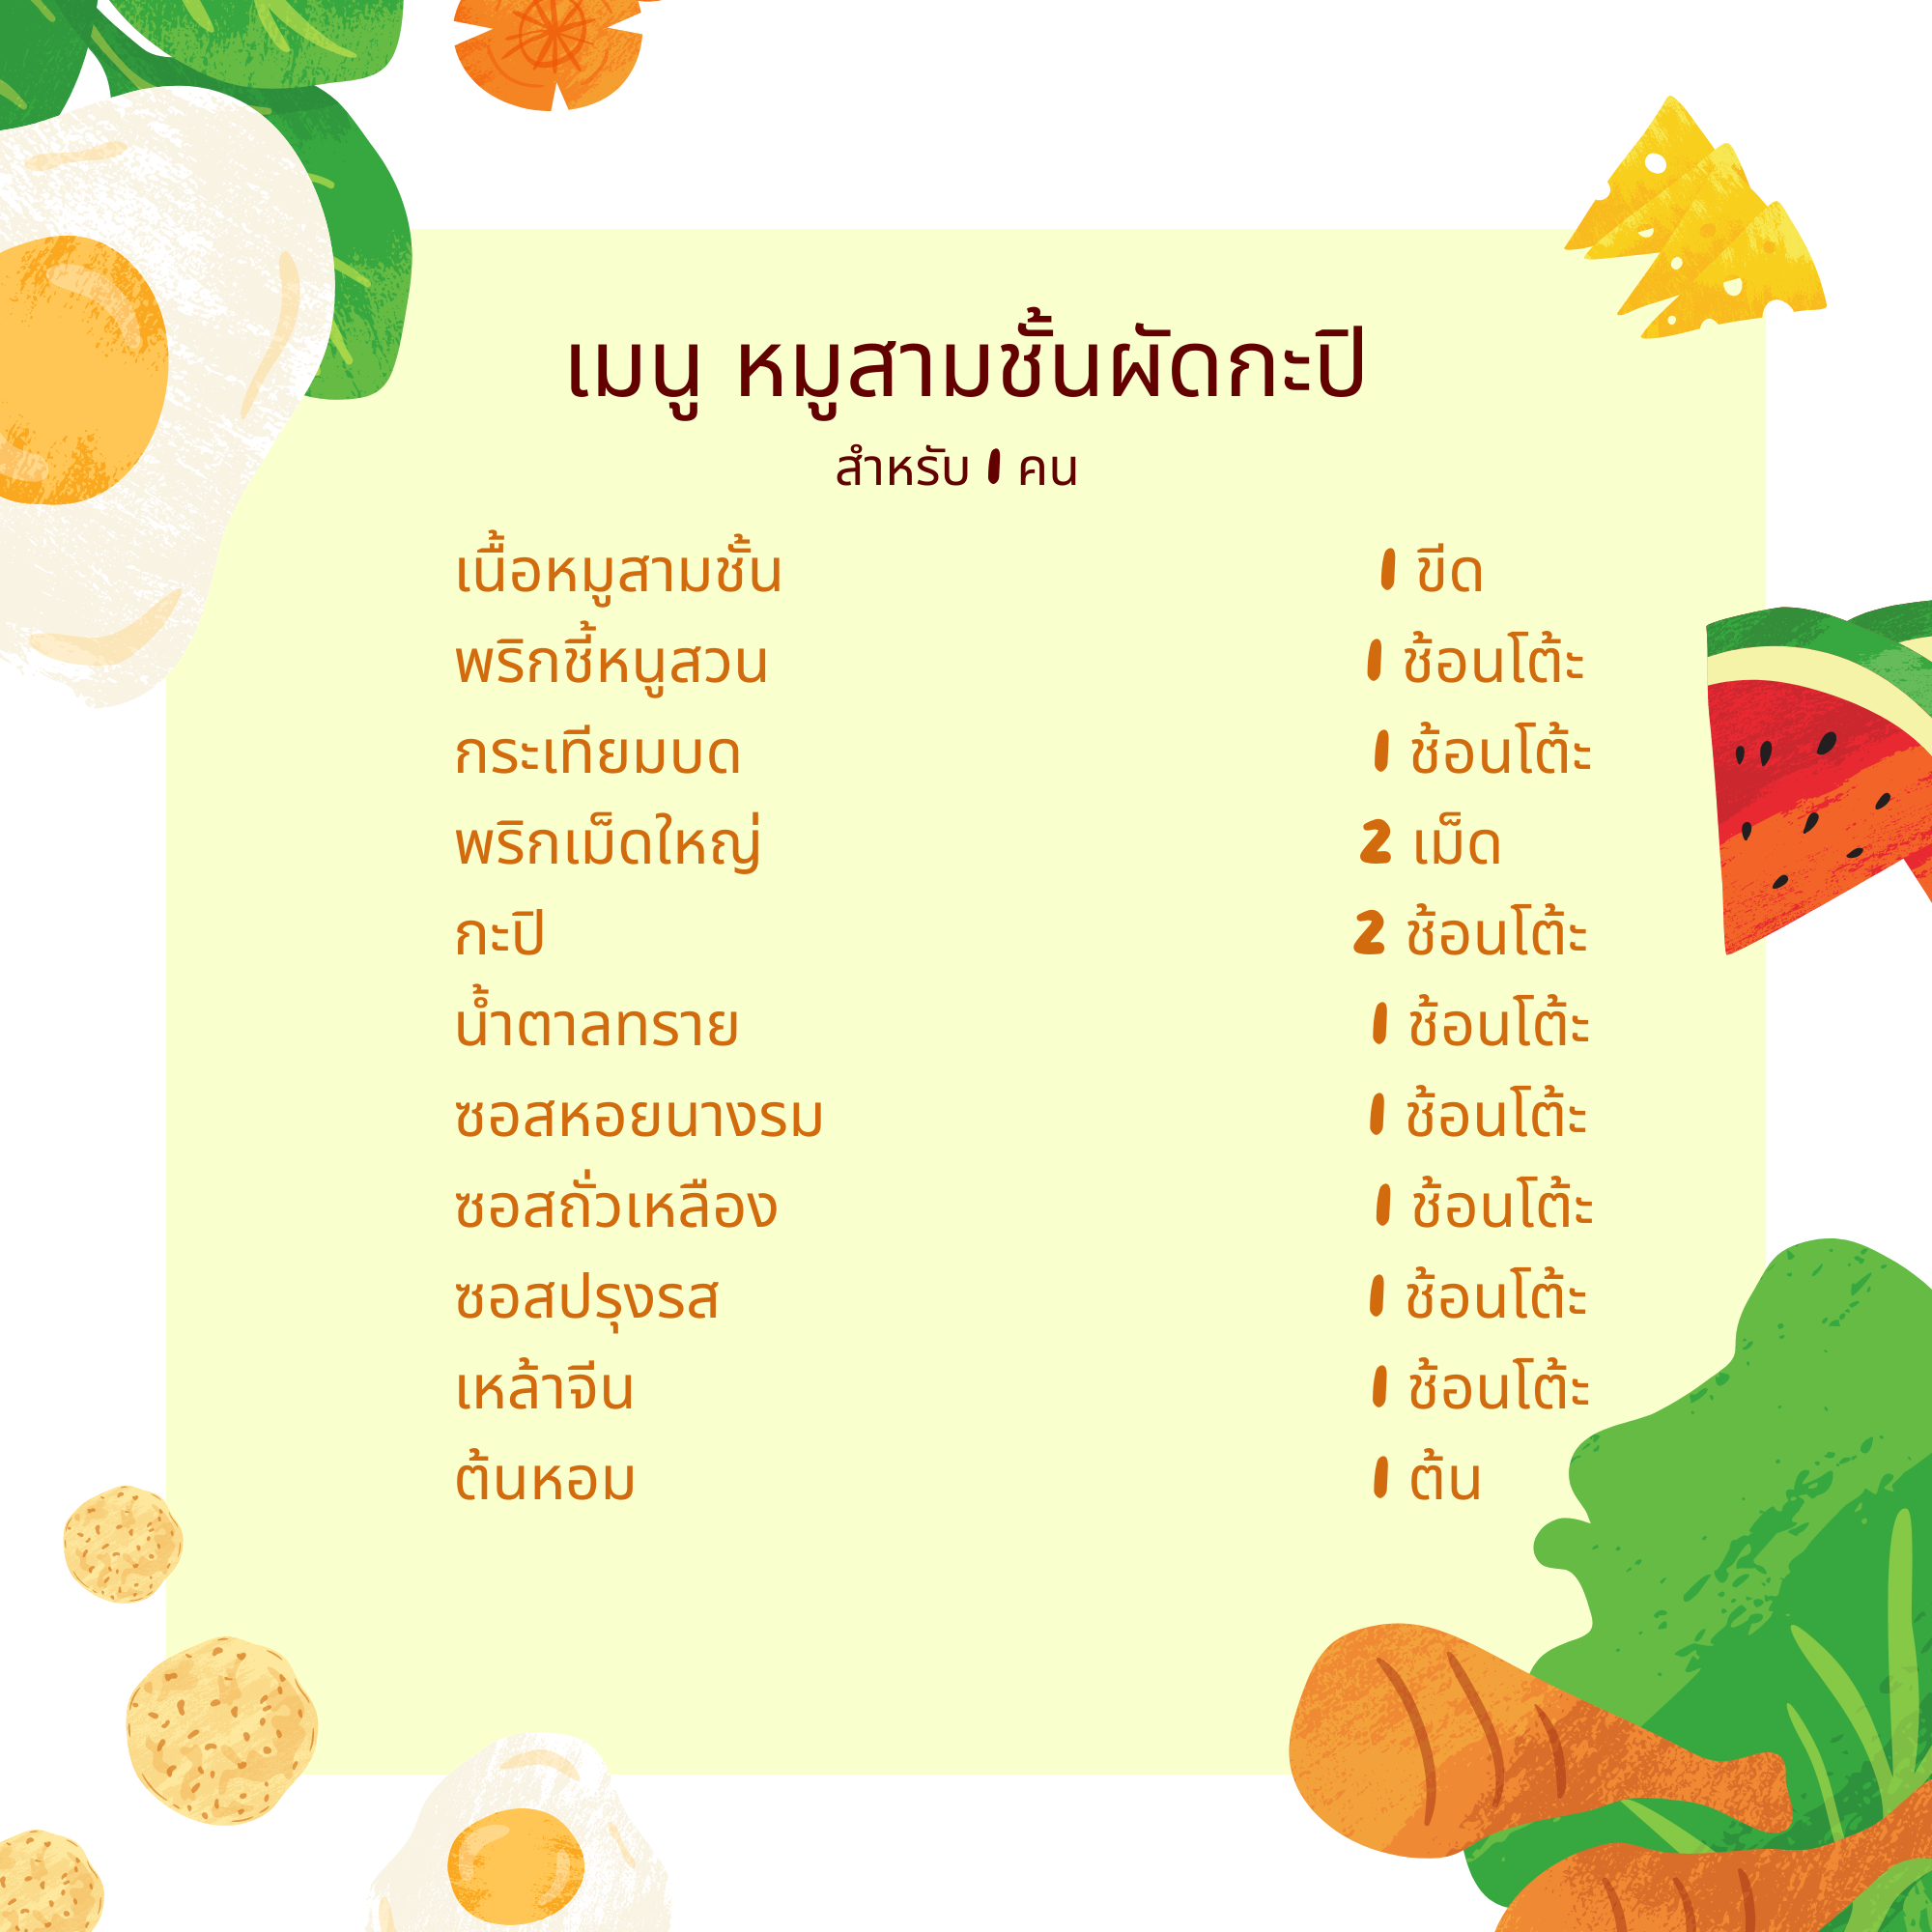 เมนู หมูสามชั้นผัดกะปิ
สำหรับ 1 คน
เนื้อหมูสามชั้น 1 ขีด
พริกชี้หนูสวน 1 ช้อนโต้ะ
กระเทียมบด 1 ช้อนโต้ะ
พริกเม็ดใหญ่ 2 เม็ด
กะปิ 2 ช้อนโต้ะ
น้ำตาลทราย 1 ช้อนโต้ะ
ซอสหอยนางรม 1 ช้อนโต้ะ
ซอสถั่วเหลือง 1 ช้อนโต้ะ
ซอสปรุงรส 1 ช้อนโต้ะ
เหล้าจีน 1 ช้อนโต้ะ
ต้นหอม 1 ต้น